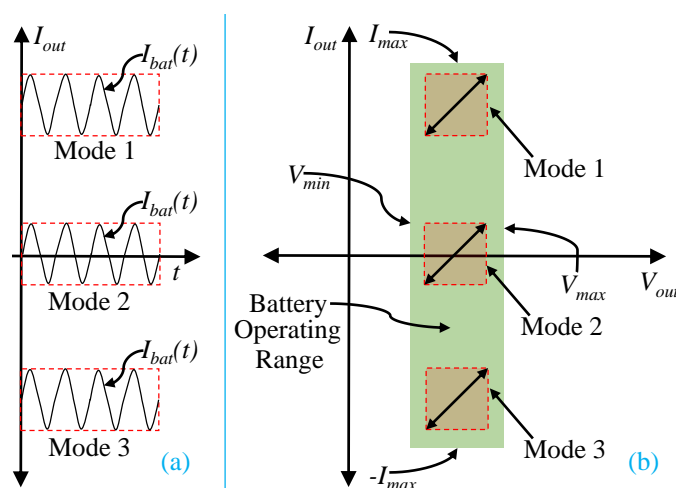 I_out
I_bat(t)
Mode 1
I_bat(t)
t
Mode 2
I_bat(t)
Mode 3
(a)
I_out
I_max
Mode 1
V_min
V_max
V_out
Mode 2
Battery
Operating
Range
Mode 3
-I_max
(b)